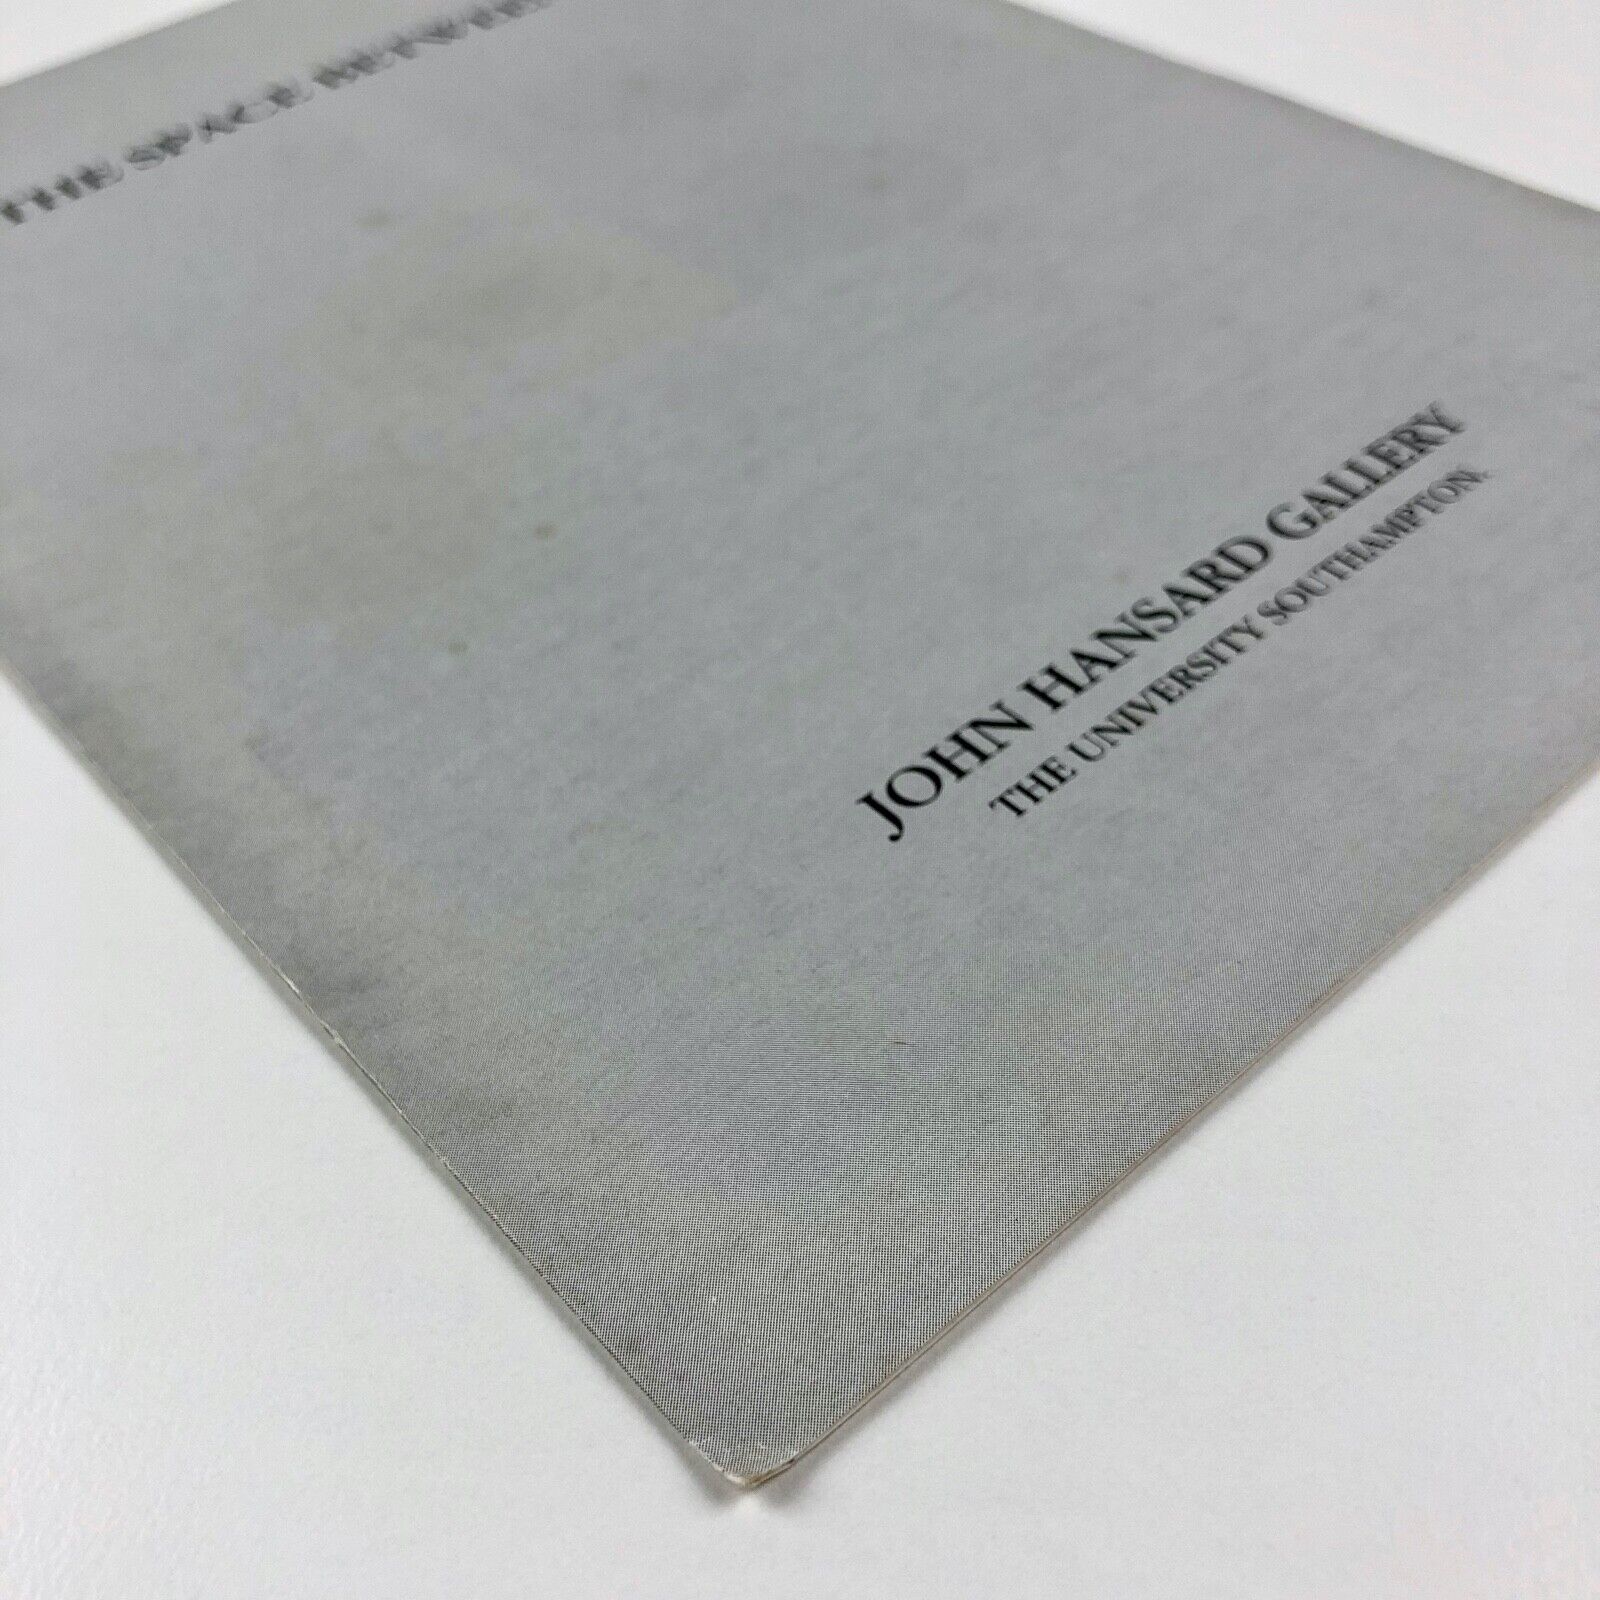 THE SPACE
JOHN HANSARD GALLERY
THE UNIVERSITY SOUTHAMPTON.